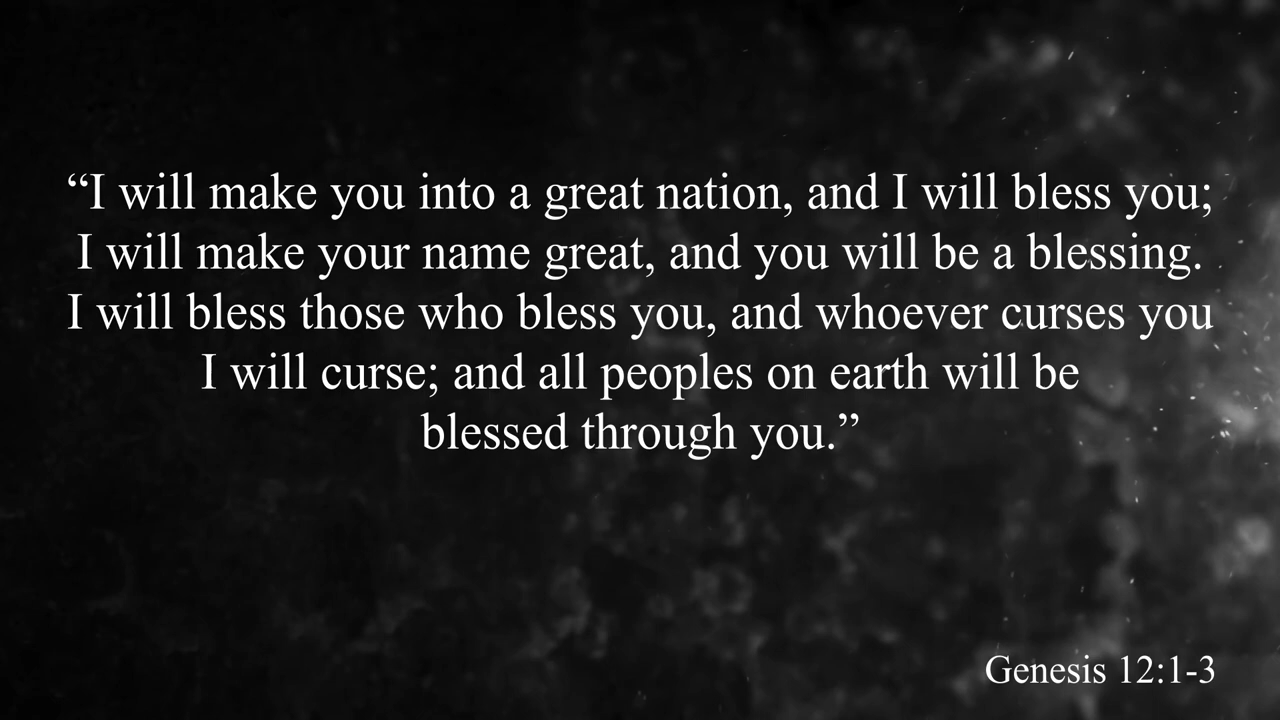 “I will make you into a great nation, and I will bless you;
I will make your name great, and you will be a blessing.
I will bless those who bless you, and whoever curses you
I will curse; and all peoples on earth will be
blessed through you.”
Genesis 12:1-3